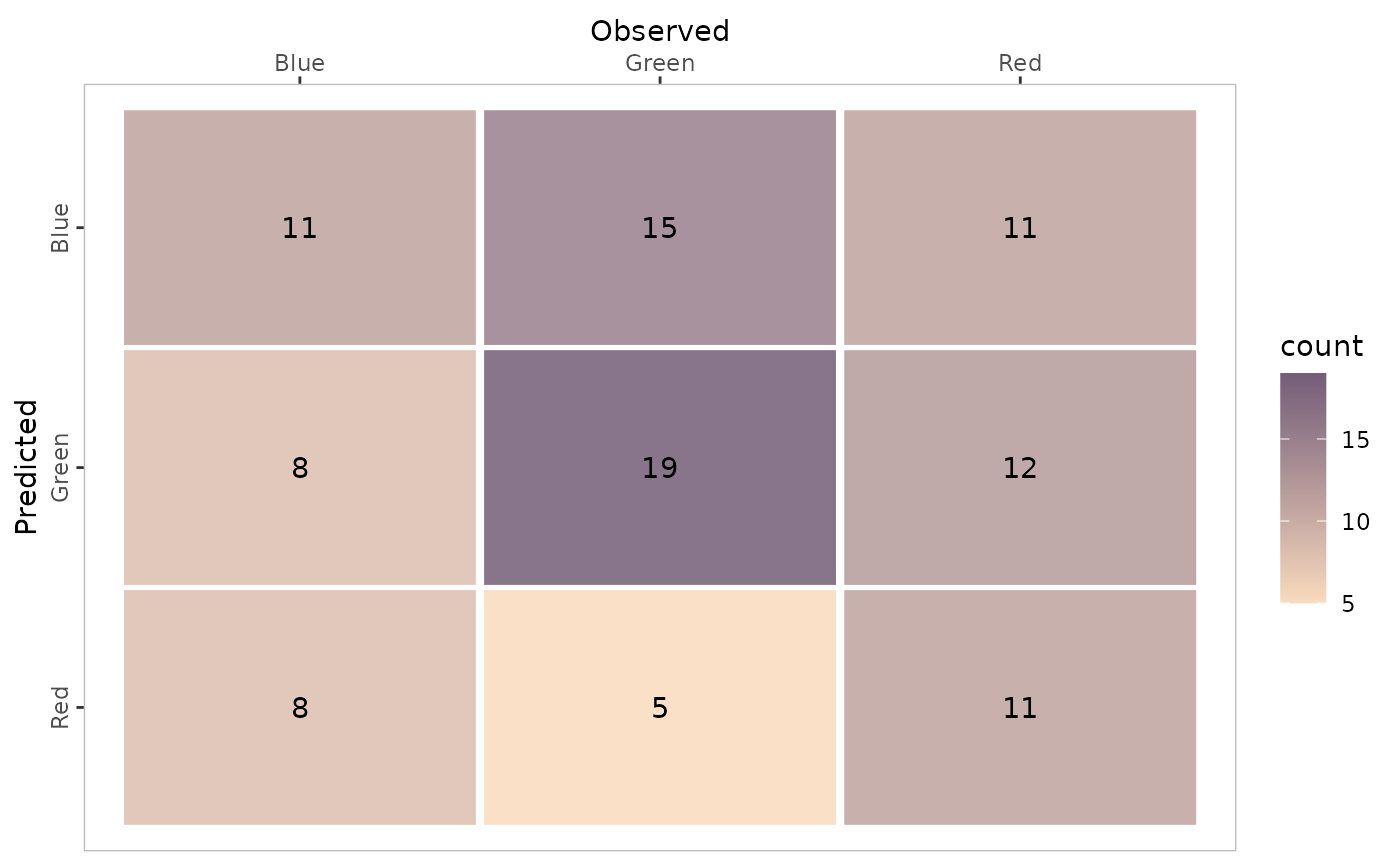 Observed
Blue Green Red
Predicted
Blue 11 15 11
Green 8 19 12
Red 8 5 11
count
15
10
5